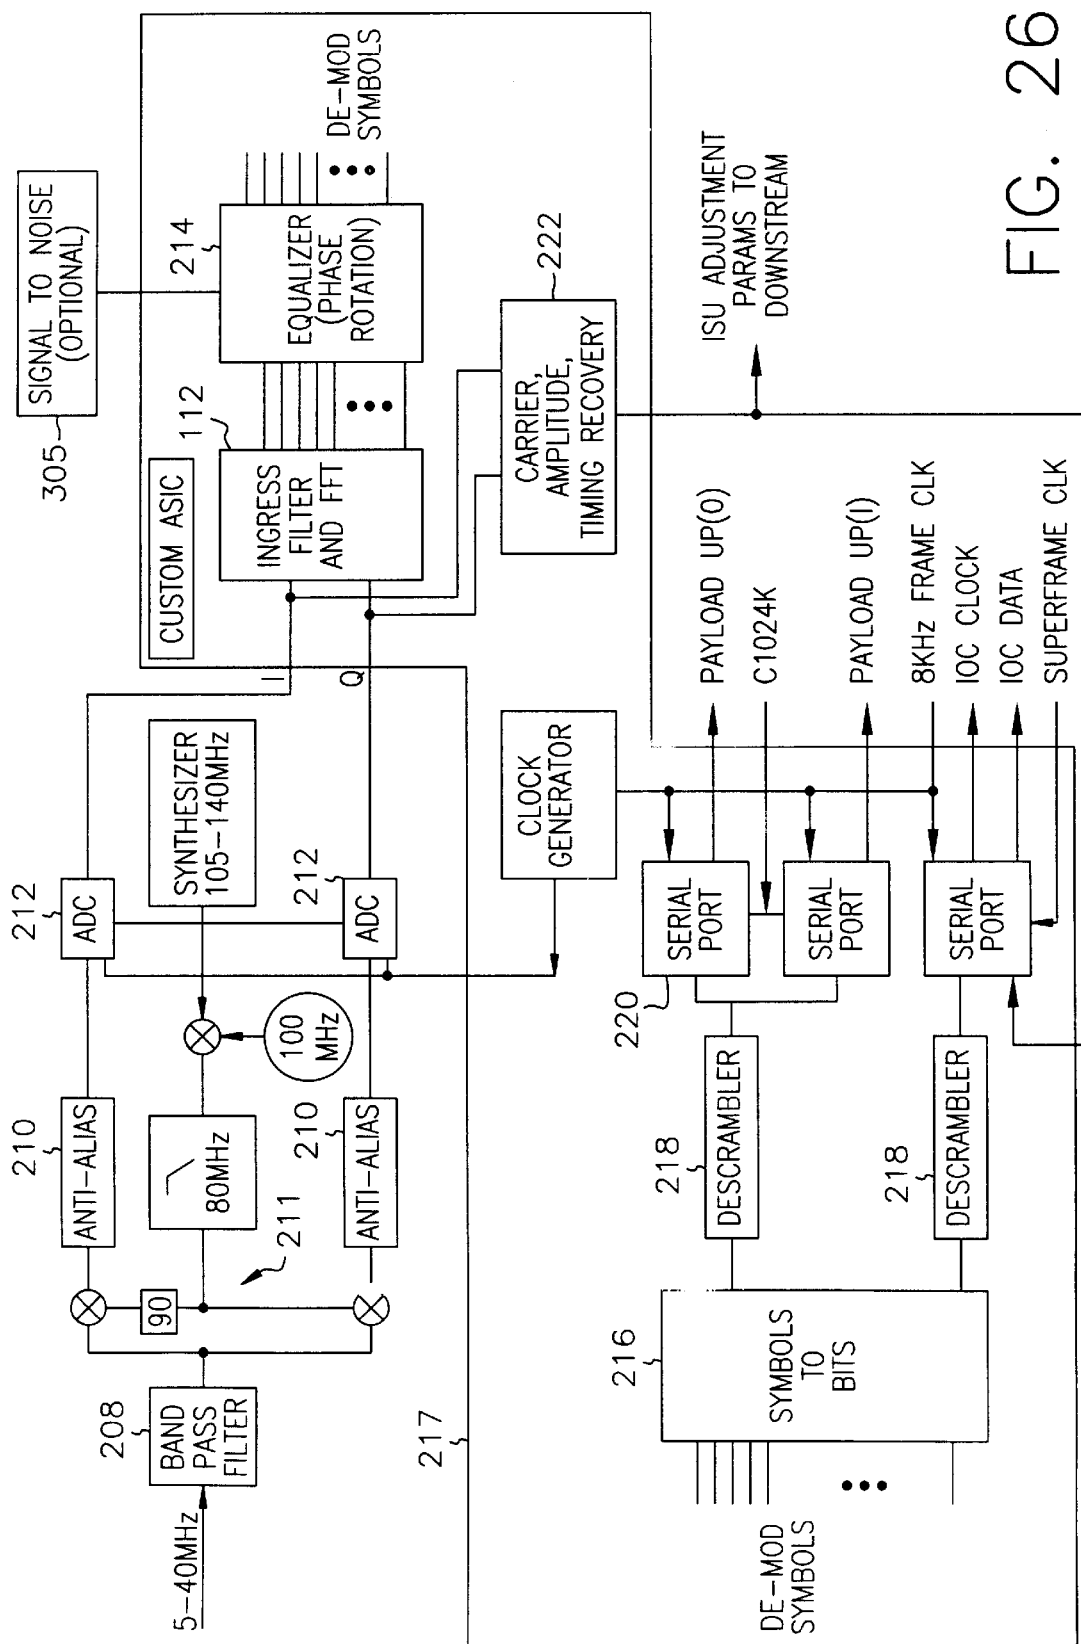 305
SIGNAL TO NOISE
(OPTIONAL)
212
210
208
5-40MHz
BAND
PASS
FILTER
90
ANTI-ALIAS
ADC
80MHz
100
MHz
SYNTHESIZER
105-140MHz
211
210
ANTI-ALIAS
212
ADC
I
Q
CUSTOM ASIC
112
INGRESS
FILTER
AND FFT
214
EQUALIZER
(PHASE
ROTATION)
DE-MOD
SYMBOLS
217
CLOCK
GENERATOR
222
CARRIER,
AMPLITUDE,
TIMING RECOVERY
ISU ADJUSTMENT
PARAMS TO
DOWNSTREAM
DE-MOD
SYMBOLS
216
SYMBOLS
TO
BITS
218
DESCRAMBLER
218
DESCRAMBLER
220
SERIAL
PORT
SERIAL
PORT
SERIAL
PORT
PAYLOAD UP(0)
C1024K
PAYLOAD UP(1)
8KHz FRAME CLK
IOC CLOCK
IOC DATA
SUPERFRAME CLK
FIG. 26